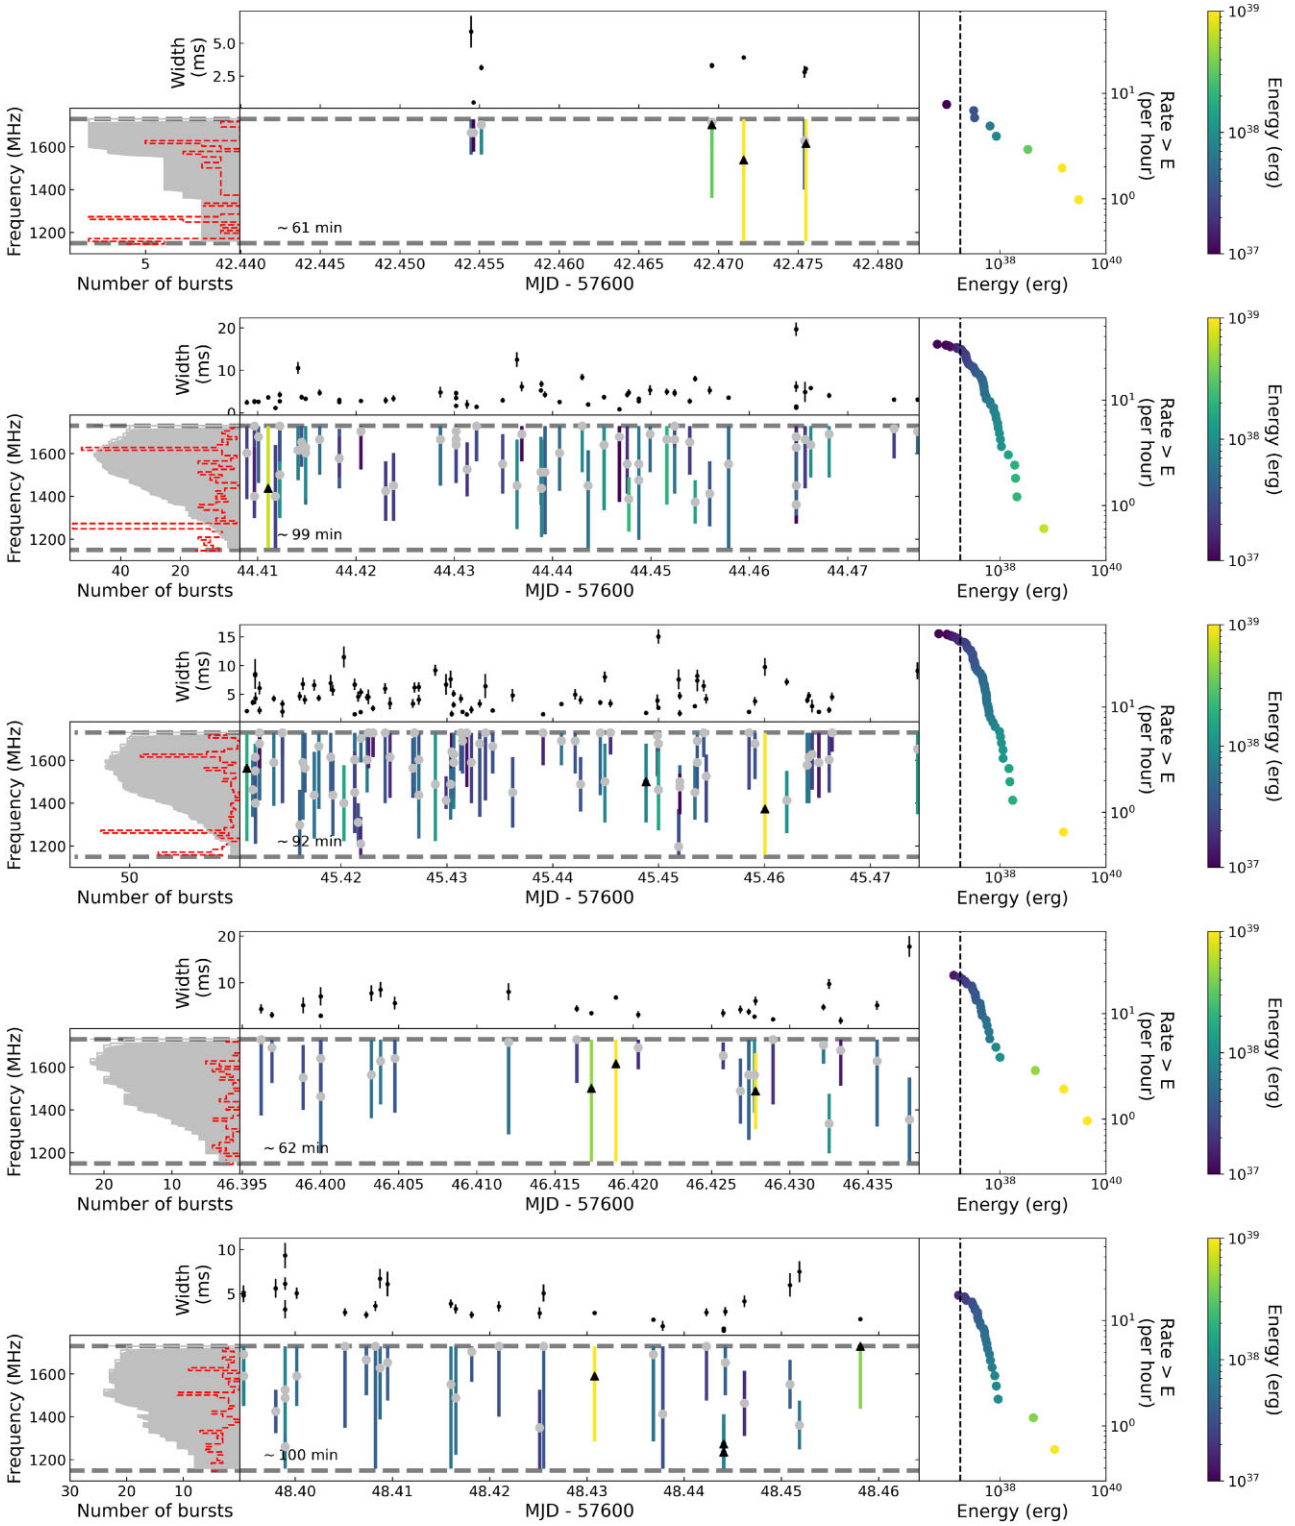 Width (ms)
5.0
2.5
Frequency (MHz)
1600
1400
1200
~ 61 min
5
42.440
42.445
42.450
42.455
42.460
42.465
42.470
42.475
42.480
Number of bursts
MJD - 57600
10^1
10^0
Rate > E (per hour)
10^38
10^40
Energy (erg)
10^39
10^38
10^37
Energy (erg)
Width (ms)
20
10
0
Frequency (MHz)
1600
1400
1200
~ 99 min
40
20
44.41
44.42
44.43
44.44
44.45
44.46
44.47
Number of bursts
MJD - 57600
10^1
10^0
Rate > E (per hour)
10^38
10^40
Energy (erg)
10^39
10^38
10^37
Energy (erg)
Width (ms)
15
10
5
Frequency (MHz)
1600
1400
1200
~ 92 min
50
45.42
45.43
45.44
45.45
45.46
45.47
Number of bursts
MJD - 57600
10^1
10^0
Rate > E (per hour)
10^38
10^40
Energy (erg)
10^39
10^38
10^37
Energy (erg)
Width (ms)
20
10
Frequency (MHz)
1600
1400
1200
~ 62 min
20
10
46.395
46.400
46.405
46.410
46.415
46.420
46.425
46.430
46.435
Number of bursts
MJD - 57600
10^1
10^0
Rate > E (per hour)
10^38
10^40
Energy (erg)
10^39
10^38
10^37
Energy (erg)
Width (ms)
10
5
Frequency (MHz)
1600
1400
1200
~ 100 min
30
20
10
48.40
48.41
48.42
48.43
48.44
48.45
48.46
Number of bursts
MJD - 57600
10^1
10^0
Rate > E (per hour)
10^38
10^40
Energy (erg)
10^39
10^38
10^37
Energy (erg)